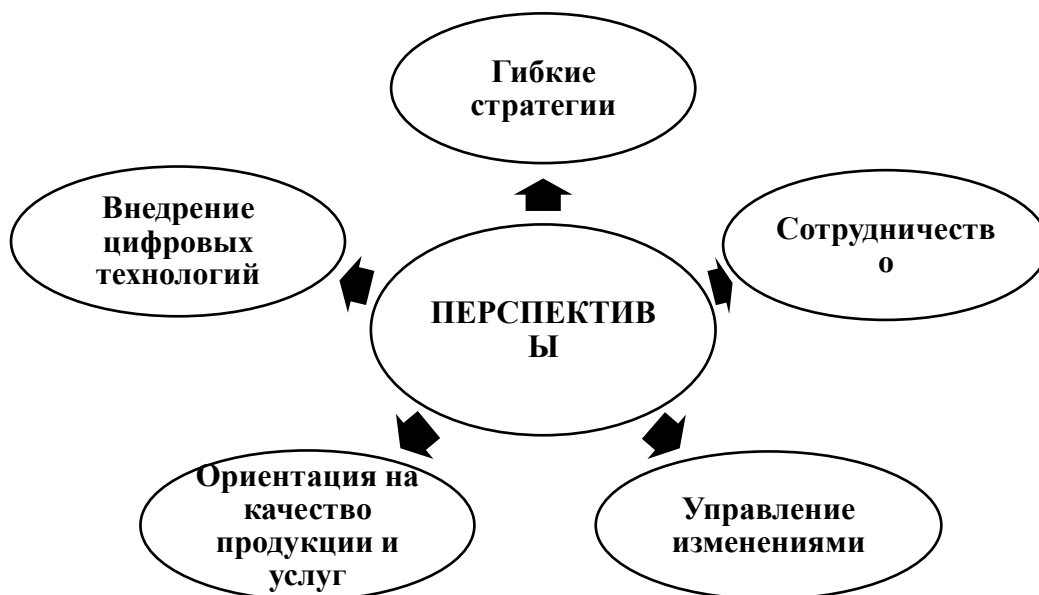 Гибкие
стратегии
Внедрение
цифровых
технологий
Сотрудничеств
о
ПЕРСПЕКТИВ
Ы
Ориентация на
качество
продукции и
услуг
Управление
изменениями